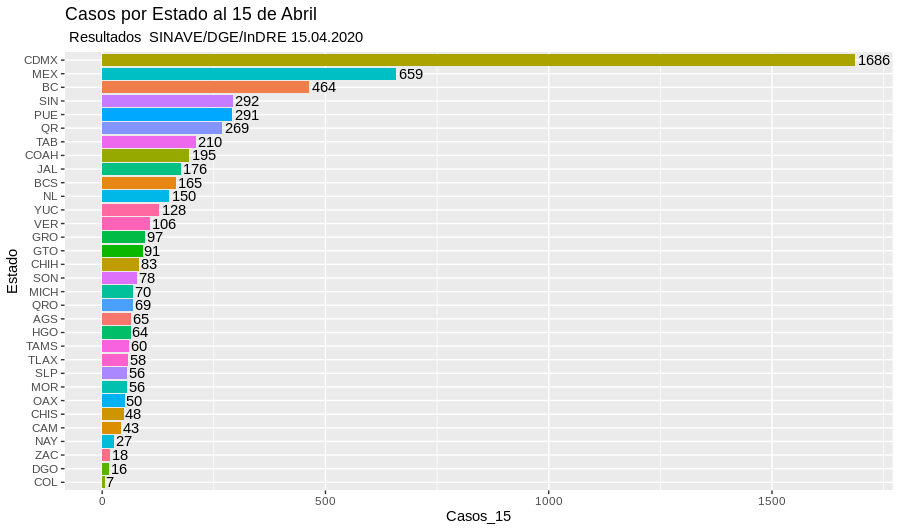 Casos por Estado al 15 de Abril
Resultados  SINAVE/DGE/InDRE 15.04.2020
Estado
CDMX 1686
MEX 659
BC 464
SIN 292
PUE 291
QR 269
TAB 210
COAH 195
JAL 176
BCS 165
NL 150
YUC 128
VER 106
GRO 97
GTO 91
CHIH 83
SON 78
MICH 70
QRO 69
AGS 65
HGO 64
TAMS 60
TLAX 58
SLP 56
MOR 56
OAX 50
CHIS 48
CAM 43
NAY 27
ZAC 18
DGO 16
COL 7
0 500 1000 1500
Casos_15